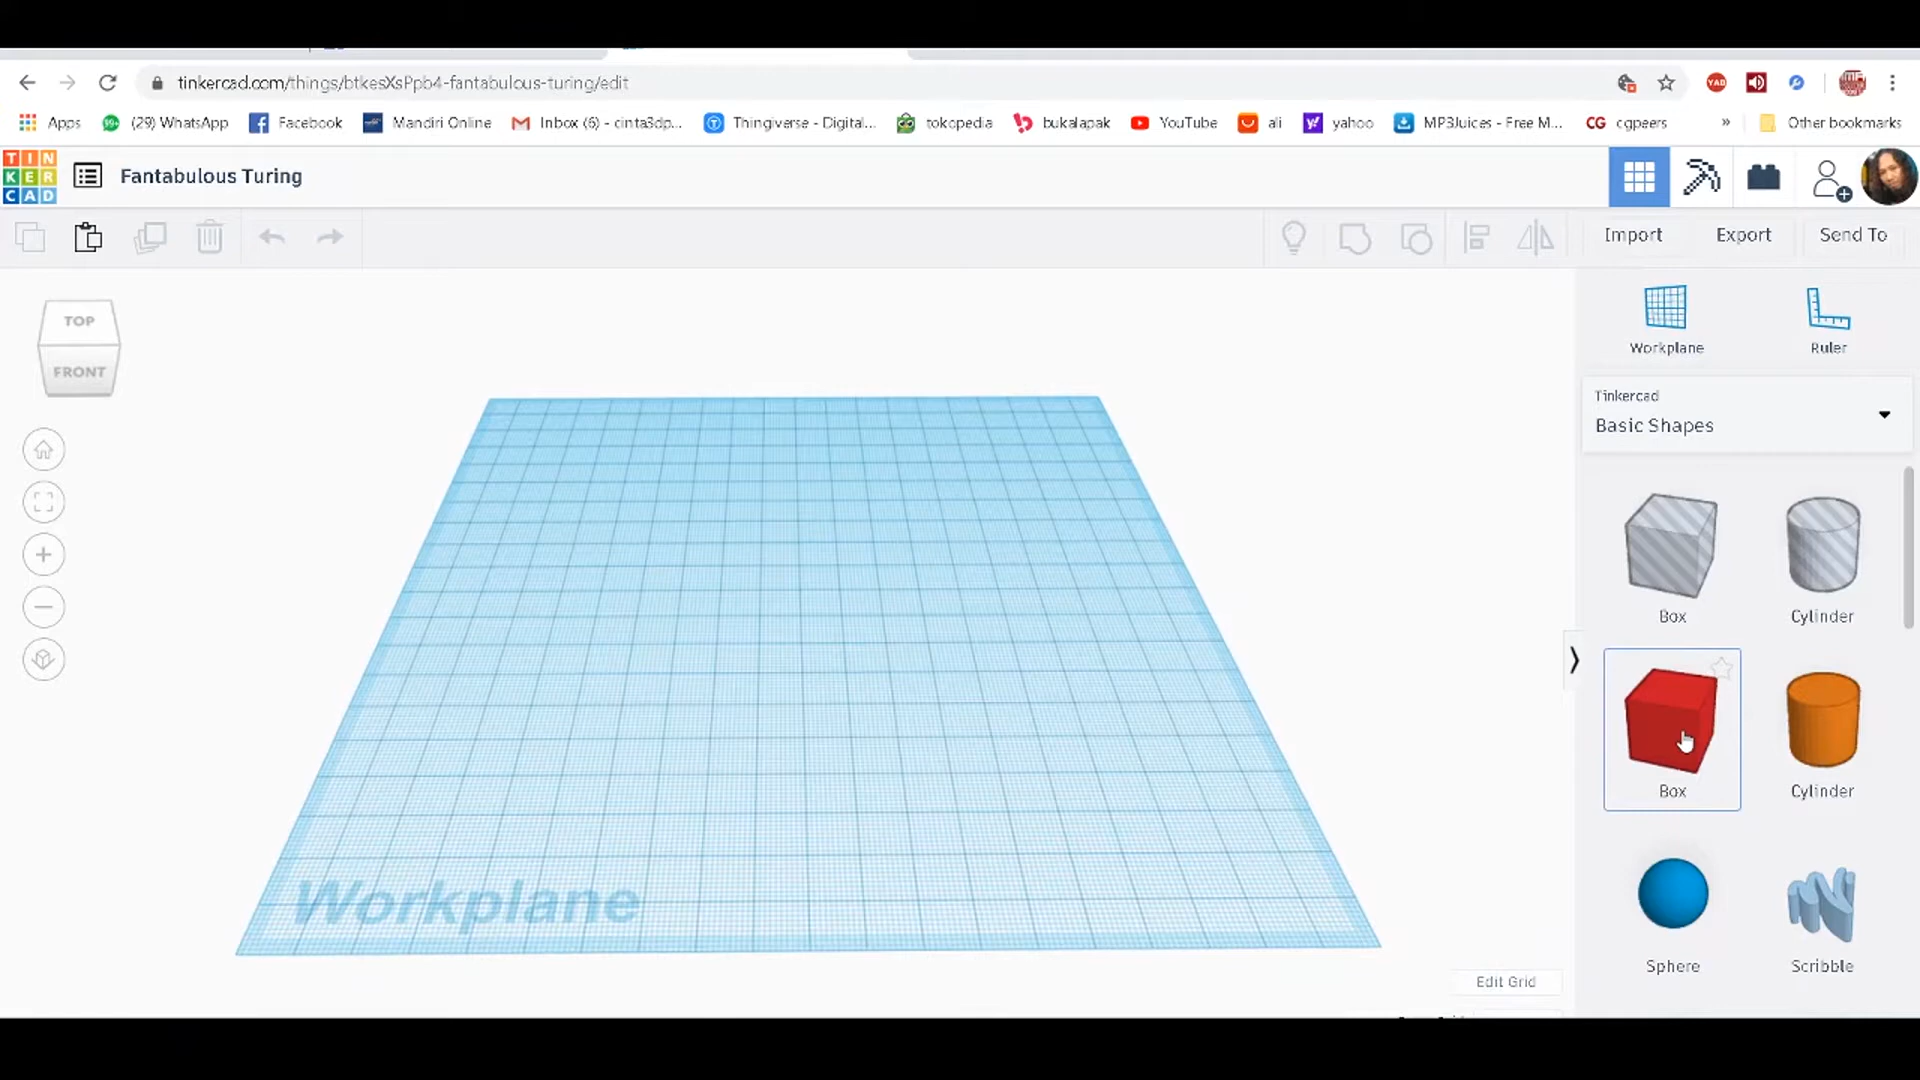 tinkercad.com/things/btkesXsPpb4-fantabulous-turing/edit
Apps (29) WhatsApp Facebook Mandiri Online Inbox (6) - cinta3dp... Thingiverse - Digital... tokopedia bukalapak YouTube ali yahoo MP3Juices - Free M... CG cgpeers » Other bookmarks
TIN
KER
CAD
Fantabulous Turing
Import Export Send To
TOP
FRONT
Workplane Ruler
Tinkercad
Basic Shapes
Box Cylinder
Box Cylinder
Sphere Scribble
Workplane
Edit Grid